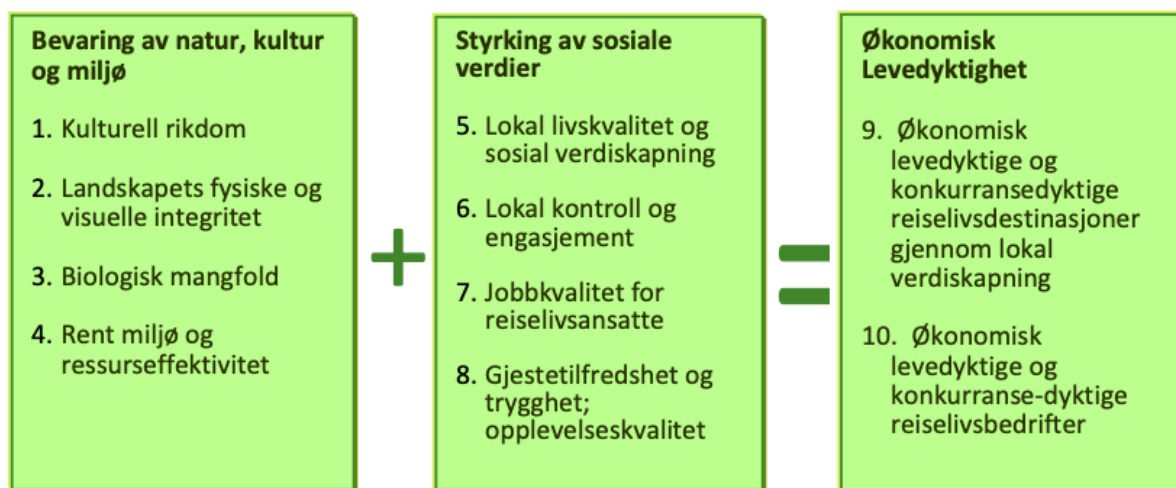 Bevaring av natur, kultur
og miljø
1. Kulturell rikdom
2. Landskapets fysiske og
visuelle integritet
3. Biologisk mangfold
4. Rent miljø og
ressurseffektivitet
+
Styrking av sosiale
verdier
5. Lokal livskvalitet og
sosial verdiskapning
6. Lokal kontroll og
engasjement
7. Jobbkvalitet for
reiselivsansatte
8. Gjestetilfredshet og
trygghet;
opplevelseskvalitet
=
Økonomisk
Levedyktighet
9. Økonomisk
levedyktige og
konkurransedyktige
reiselivsdestinasjoner
gjennom lokal
verdiskapning
10. Økonomisk
levedyktige og
konkurranse-dyktige
reiselivsbedrifter